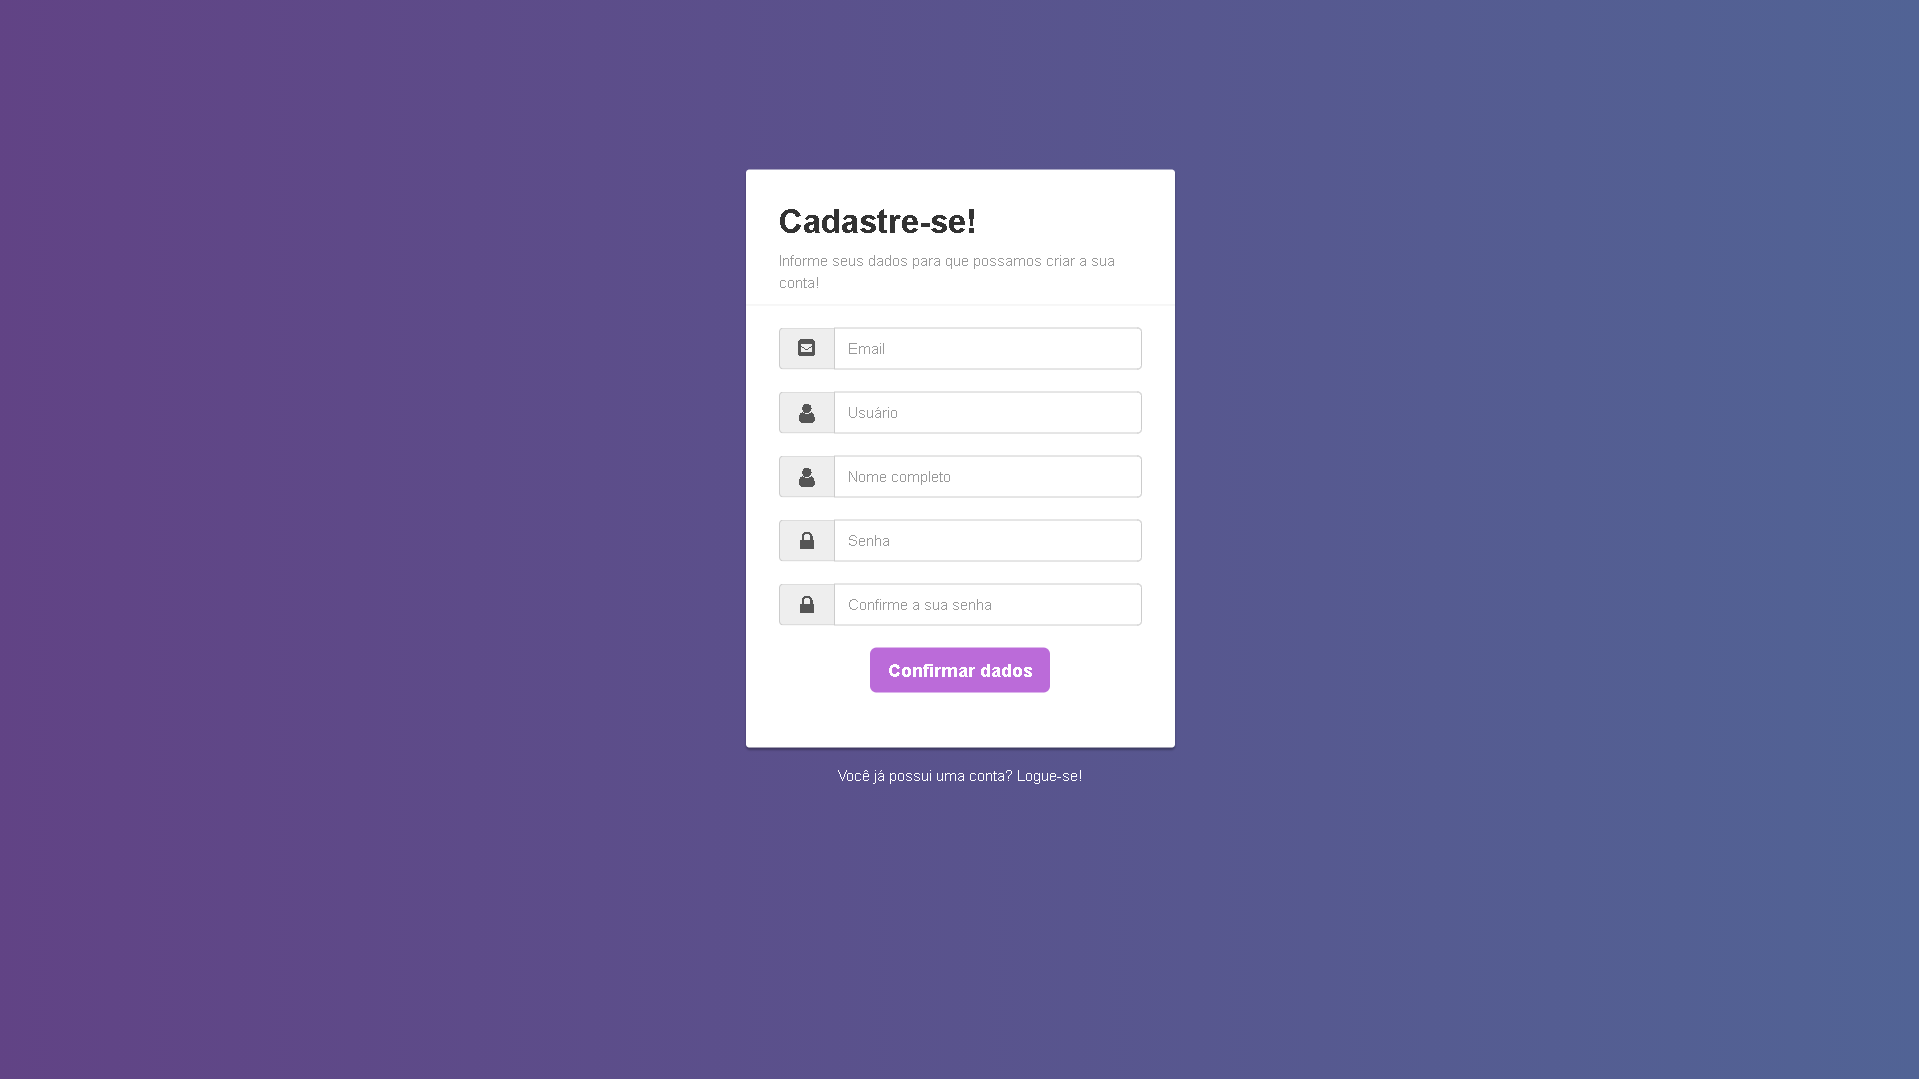 Cadastre-se!
Informe seus dados para que possamos criar a sua
conta!
Email
Usuário
Nome completo
Senha
Confirme a sua senha
Confirmar dados
Você já possui uma conta? Logue-se!